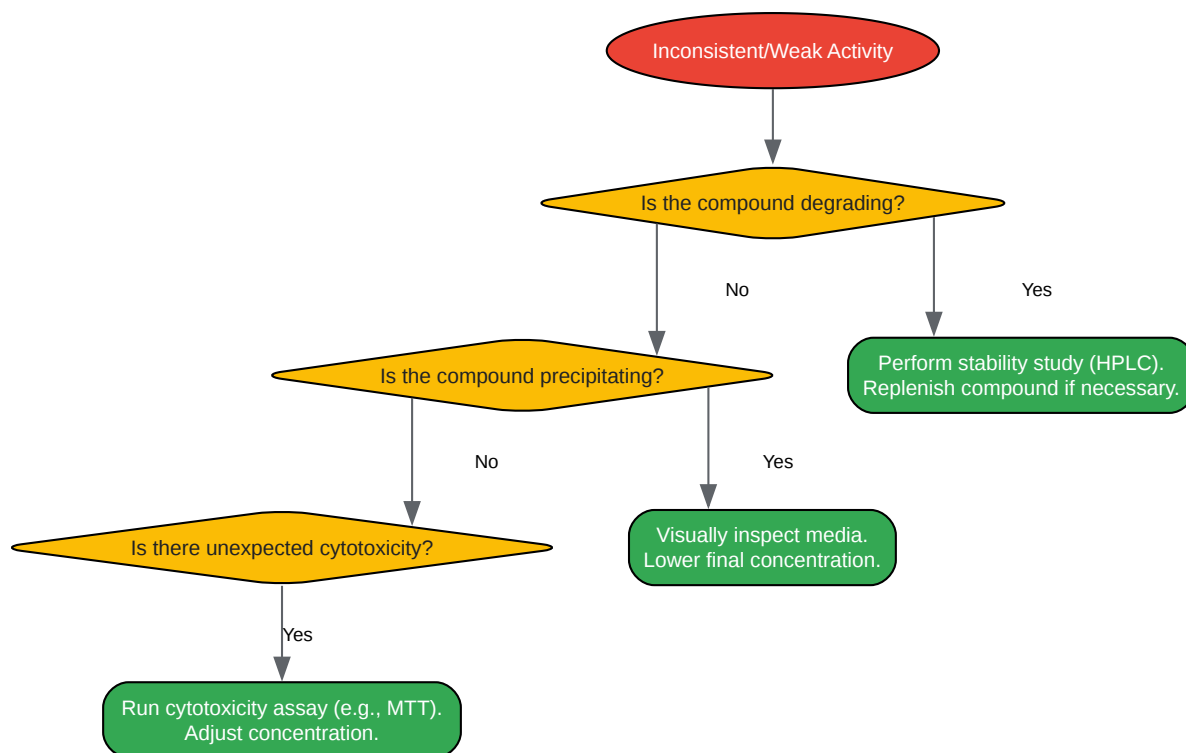 Inconsistent/Weak Activity
Is the compound degrading?
No
Yes
Perform stability study (HPLC).
Replenish compound if necessary.
Is the compound precipitating?
No
Yes
Visually inspect media.
Lower final concentration.
Is there unexpected cytotoxicity?
Yes
Run cytotoxicity assay (e.g., MTT).
Adjust concentration.